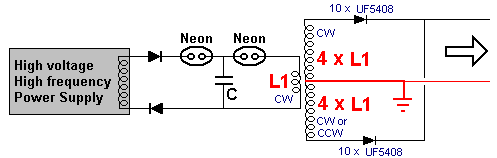 10 x UF5408
Neon Neon
CW
High voltage
High frequency
Power Supply
4 x L1
L1
C
CW
4 x L1
CW or
CCW
10 x UF5408